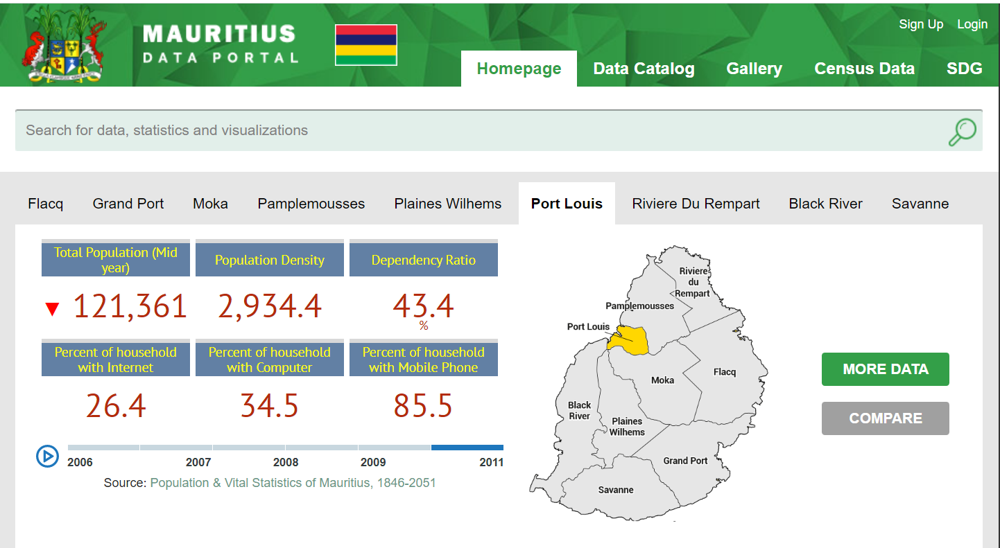 MAURITIUS
DATA PORTAL
Sign Up Login
Homepage Data Catalog Gallery Census Data SDG
Search for data, statistics and visualizations
Flacq Grand Port Moka Pamplemousses Plaines Wilhems Port Louis Riviere Du Rempart Black River Savanne
Total Population (Mid
year)
Population Density
Dependency Ratio
▼ 121,361
2,934.4
43.4
%
Percent of household
with Internet
Percent of household
with Computer
Percent of household
with Mobile Phone
26.4
34.5
85.5
2006 2007 2008 2009 2011
Source: Population & Vital Statistics of Mauritius, 1846-2051
Riviere
du
Rempart
Pamplemousses
Port Louis
Flacq
Moka
Black
River
Plaines
Wilhems
Grand Port
Savanne
MORE DATA
COMPARE